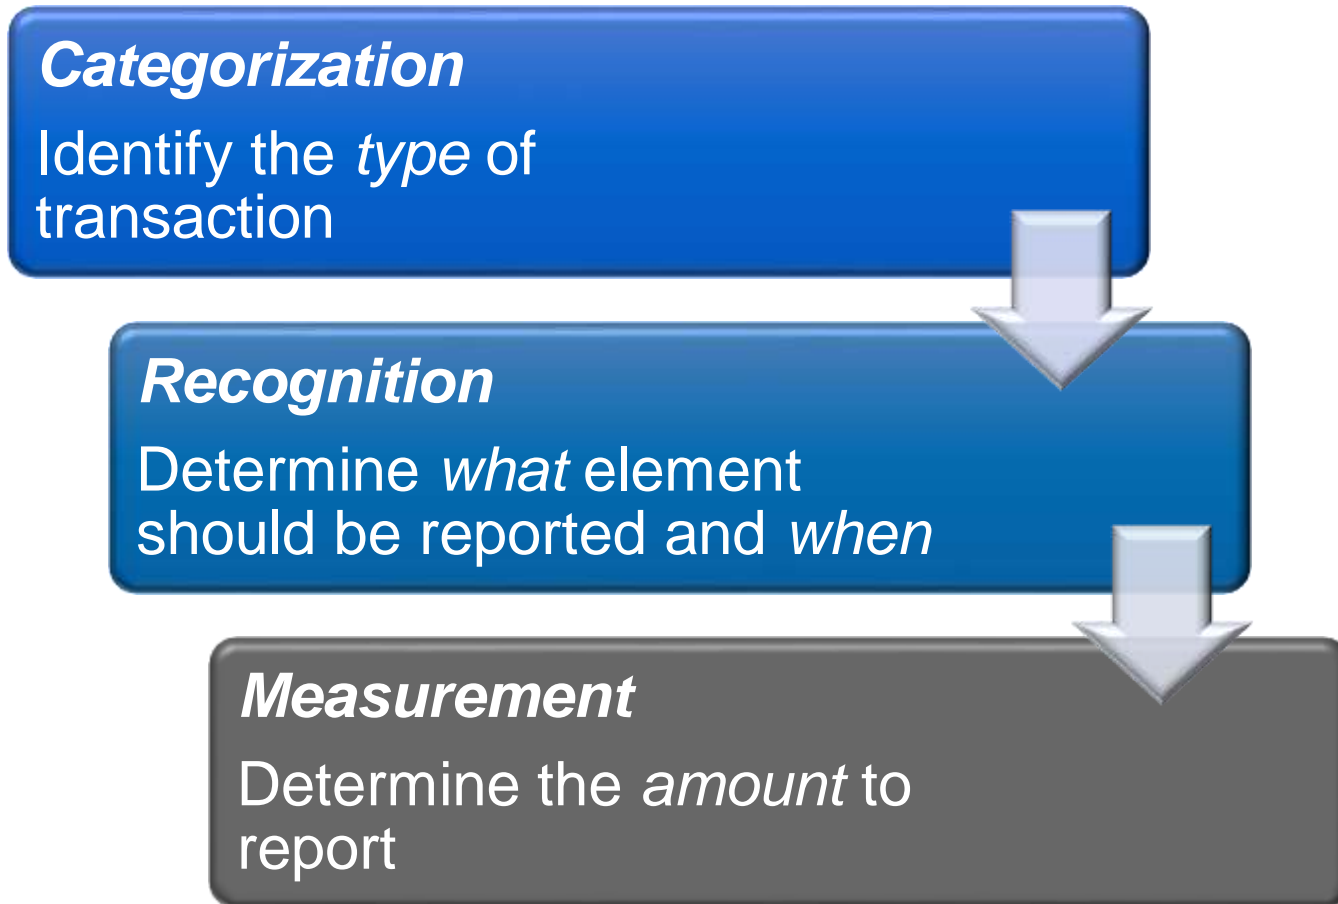 Categorization
Identify the type of
transaction
Recognition
Determine what element
should be reported and when
Measurement
Determine the amount to
report